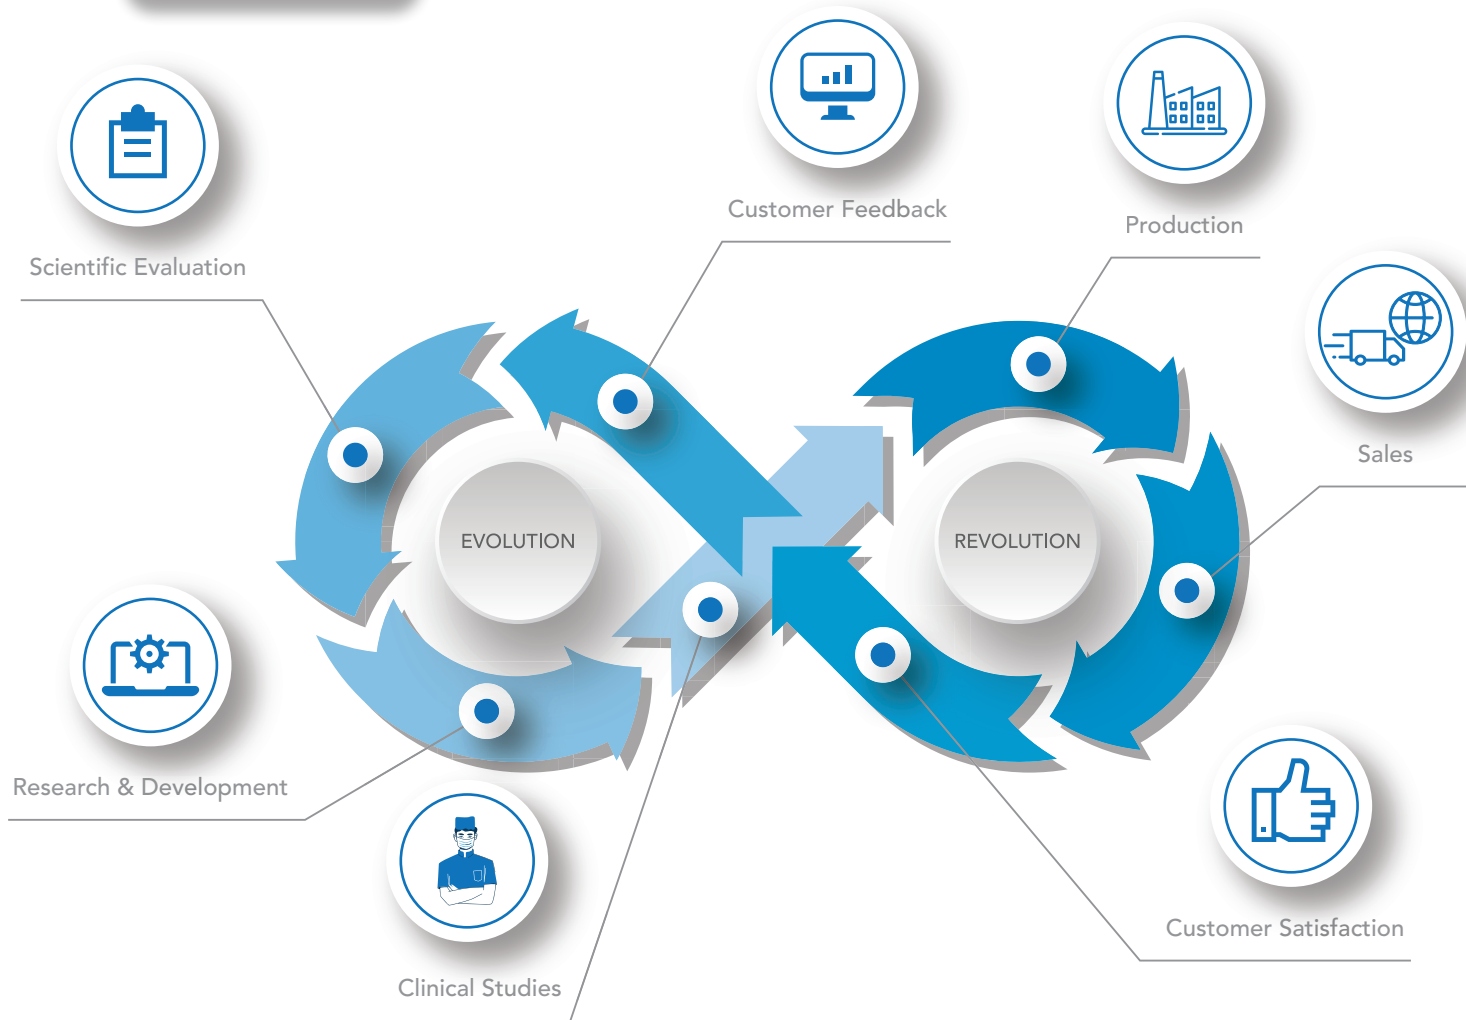 Customer Feedback
Production
Scientific Evaluation
Sales
EVOLUTION
REVOLUTION
Research & Development
Customer Satisfaction
Clinical Studies